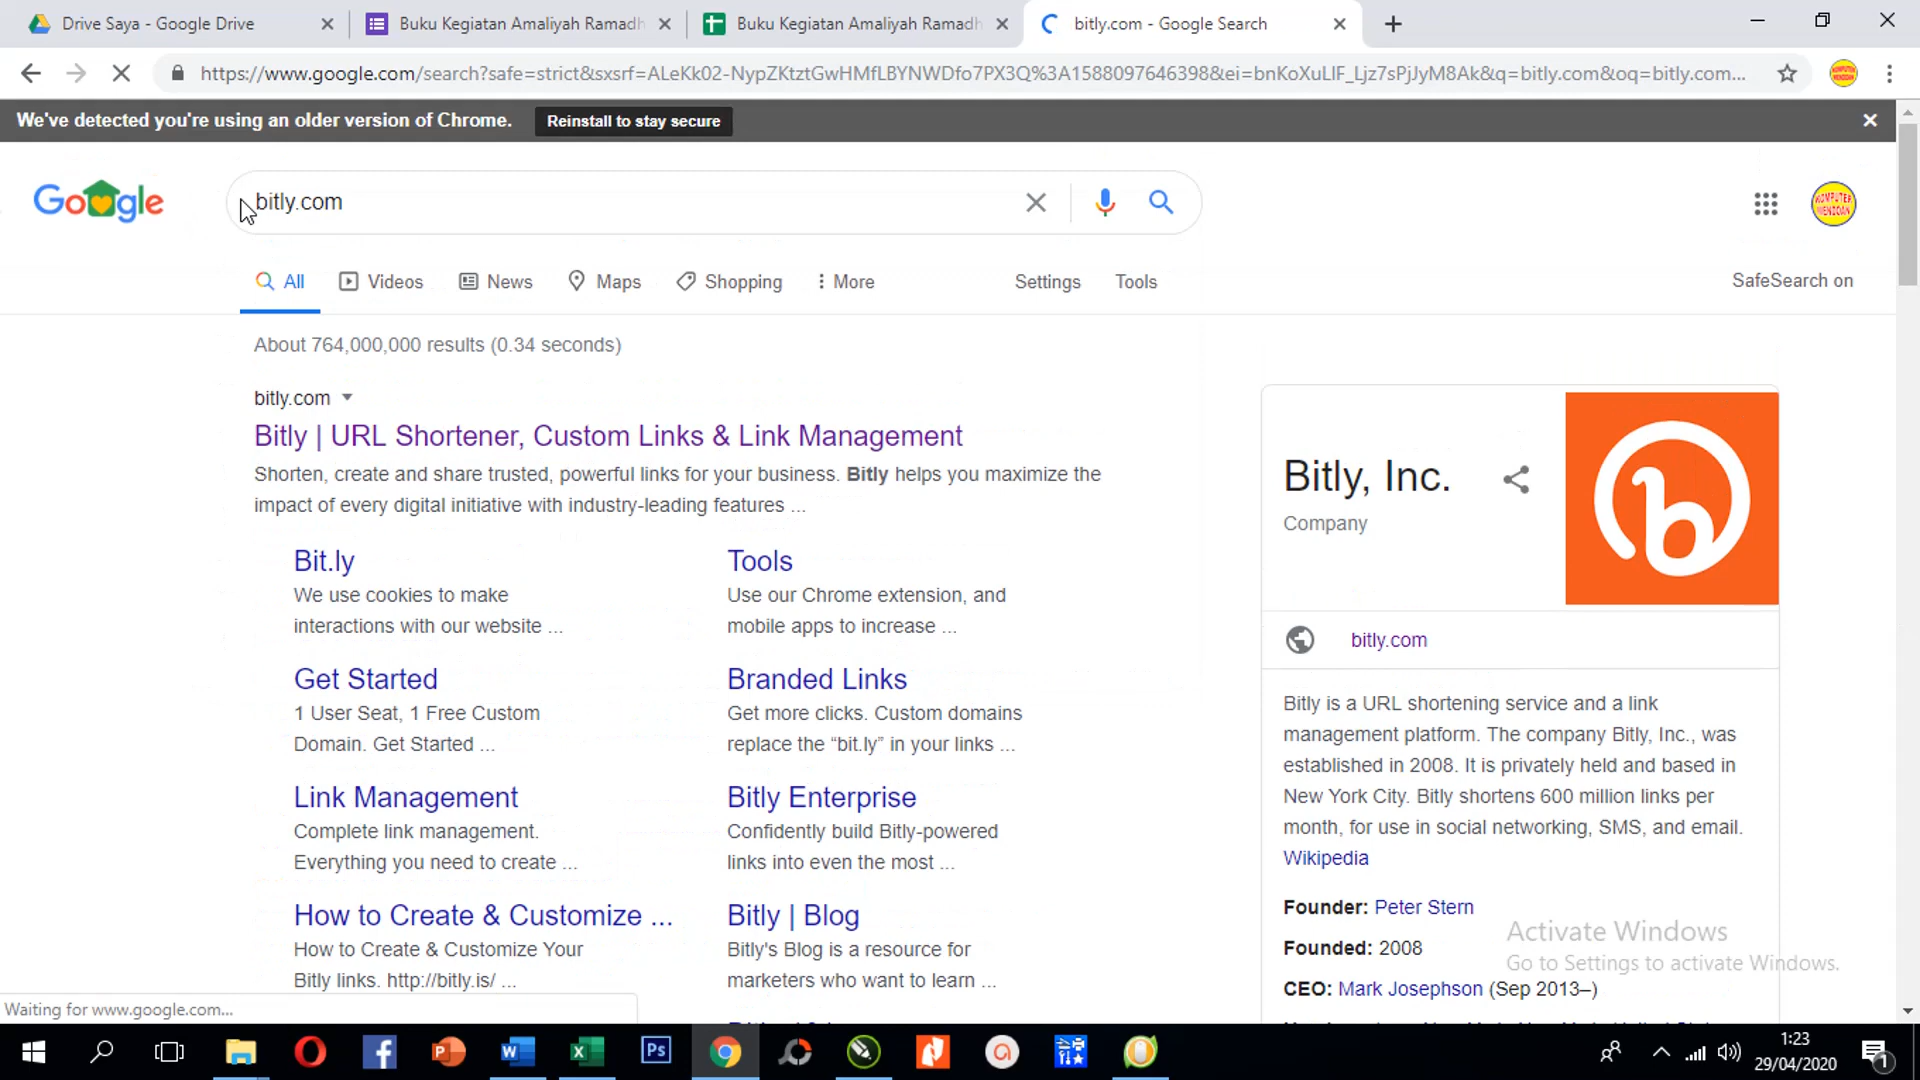 Drive Saya - Google Drive
Buku Kegiatan Amaliyah Ramadh
Buku Kegiatan Amaliyah Ramadh
bitly.com - Google Search
https://www.google.com/search?safe=strict&sxsrf=ALeKk02-NypZKtztGwHMfLBYNWDfo7PX3Q%3A1588097646398&ei=bnKoXuLIF_Ljz7sPjJyM8Ak&q=bitly.com&oq=bitly.com...
We've detected you're using an older version of Chrome.
Reinstall to stay secure
Google
bitly.com
KOMPUTER
All
Videos
News
Maps
Shopping
More
Settings
Tools
SafeSearch on
About 764,000,000 results (0.34 seconds)
bitly.com
Bitly | URL Shortener, Custom Links & Link Management
Shorten, create and share trusted, powerful links for your business. Bitly helps you maximize the
impact of every digital initiative with industry-leading features ...
Bit.ly
We use cookies to make
interactions with our website ...
Tools
Use our Chrome extension, and
mobile apps to increase ...
Get Started
1 User Seat, 1 Free Custom
Domain. Get Started ...
Branded Links
Get more clicks. Custom domains
replace the “bit.ly” in your links ...
Link Management
Complete link management.
Everything you need to create ...
Bitly Enterprise
Confidently build Bitly-powered
links into even the most ...
How to Create & Customize ...
How to Create & Customize Your
Bitly links. http://bitly.is/ ...
Bitly | Blog
Bitly's Blog is a resource for
marketers who want to learn ...
Bitly, Inc.
Company
bitly.com
Bitly is a URL shortening service and a link
management platform. The company Bitly, Inc., was
established in 2008. It is privately held and based in
New York City. Bitly shortens 600 million links per
month, for use in social networking, SMS, and email.
Wikipedia
Founder: Peter Stern
Founded: 2008
CEO: Mark Josephson (Sep 2013–)
Activate Windows
Go to Settings to activate Windows.
Waiting for www.google.com...
Ps
1:23
29/04/2020
1